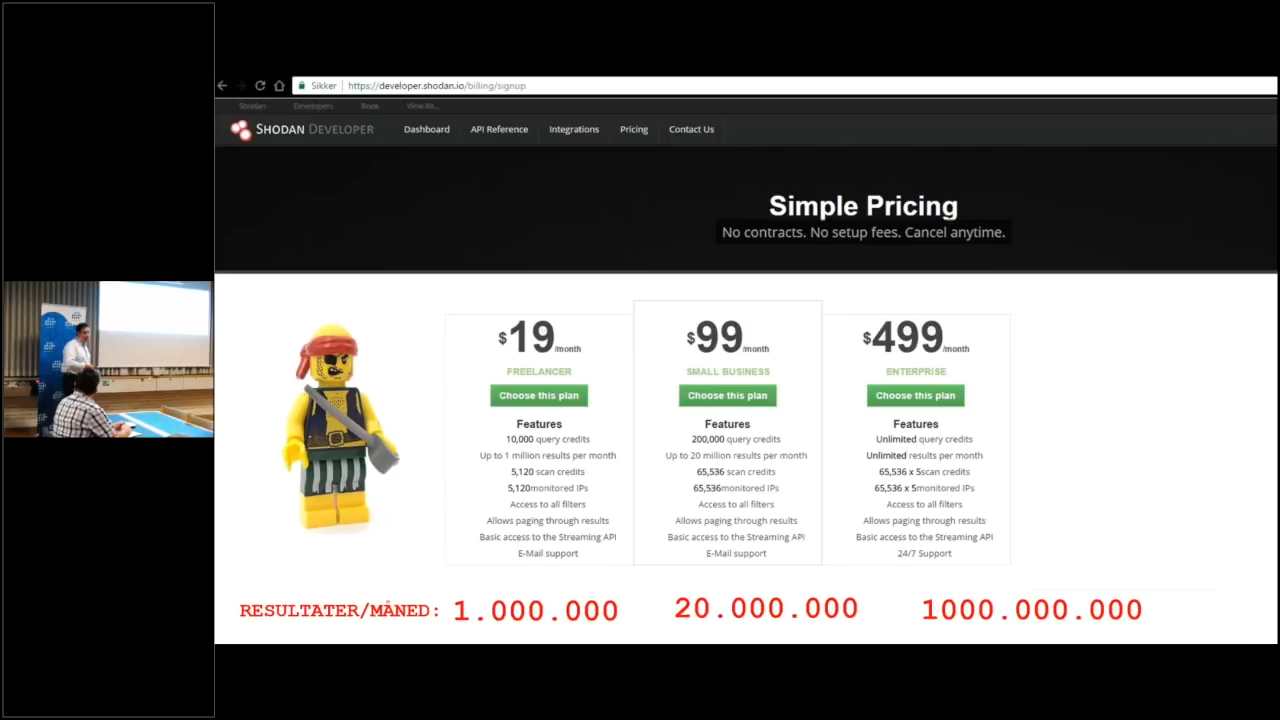 Sikker https://developer.shodan.io/billing/signup
Shodan Developers Book View All...
SHODAN DEVELOPER Dashboard API Reference Integrations Pricing Contact Us
Simple Pricing
No contracts. No setup fees. Cancel anytime.
$19/month
FREELANCER
Choose this plan
Features
10,000 query credits
Up to 1 million results per month
5,120 scan credits
5,120monitored IPs
Access to all filters
Allows paging through results
Basic access to the Streaming API
E-Mail support
$99/month
SMALL BUSINESS
Choose this plan
Features
200,000 query credits
Up to 20 million results per month
65,536 scan credits
65,536monitored IPs
Access to all filters
Allows paging through results
Basic access to the Streaming API
E-Mail support
$499/month
ENTERPRISE
Choose this plan
Features
Unlimited query credits
Unlimited results per month
65,536 x 5scan credits
65,536 x 5monitored IPs
Access to all filters
Allows paging through results
Basic access to the Streaming API
24/7 Support
RESULTATER/MÅNED: 1.000.000 20.000.000 1000.000.000